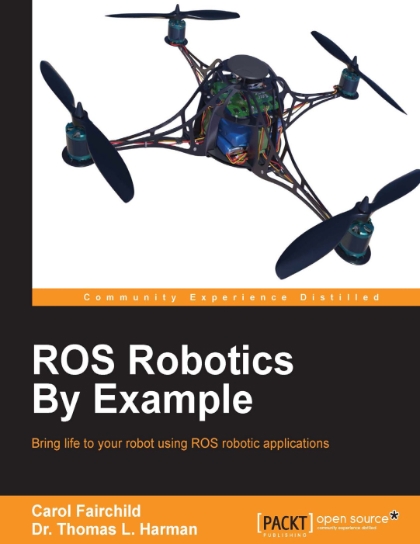 Community Experience Distilled
ROS Robotics
By Example
Bring life to your robot using ROS robotic applications
Carol Fairchild
Dr. Thomas L. Harman
[PACKT] open source*
PUBLISHING community experience distilled